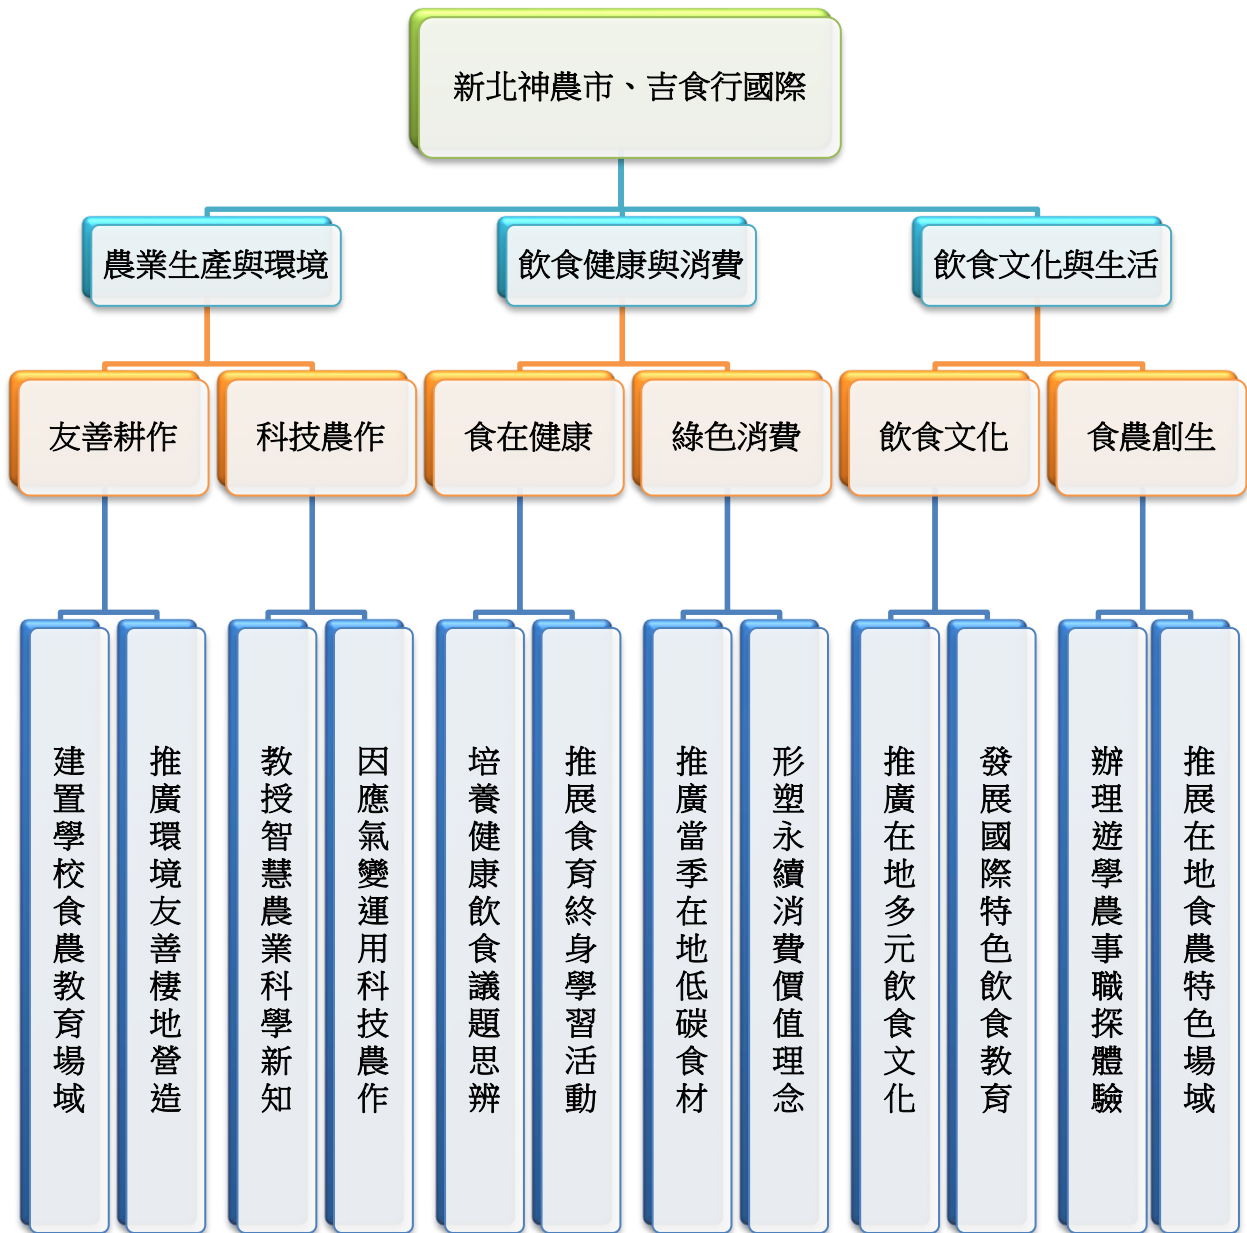 新北神農市、吉食行國際
農業生產與環境
飲食健康與消費
飲食文化與生活
友善耕作
科技農作
食在健康
綠色消費
飲食文化
食農創生
建置學校食農教育場域
推廣環境友善棲地營造
教授智慧農業科學新知
因應氣變運用科技農作
培養健康飲食議題思辨
推展食育終身學習活動
推廣當季在地低碳食材
形塑永續消費價值理念
推廣在地多元飲食文化
發展國際特色飲食教育
辦理遊學農事職探體驗
推展在地食農特色場域